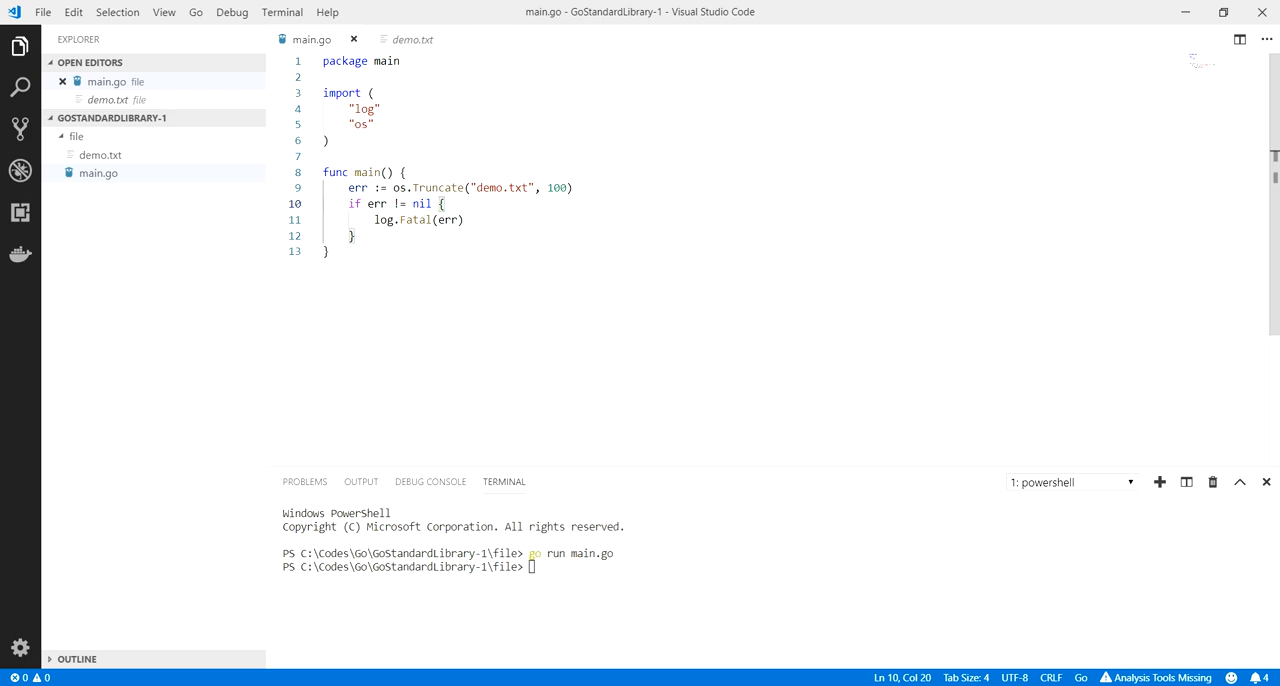 File Edit Selection View Go Debug Terminal Help
main.go - GoStandardLibrary-1 - Visual Studio Code
EXPLORER
OPEN EDITORS
main.go file
demo.txt file
GOSTANDARDLIBRARY-1
file
demo.txt
main.go
OUTLINE
main.go demo.txt
1 package main
2
3 import (
4 "log"
5 "os"
6 )
7
8 func main() {
9 err := os.Truncate("demo.txt", 100)
10 if err != nil {
11 log.Fatal(err)
12 }
13 }
PROBLEMS OUTPUT DEBUG CONSOLE TERMINAL
1: powershell
Windows PowerShell
Copyright (C) Microsoft Corporation. All rights reserved.
PS C:\Codes\Go\GoStandardLibrary-1\file> go run main.go
PS C:\Codes\Go\GoStandardLibrary-1\file>
0 0
Ln 10, Col 20 Tab Size: 4 UTF-8 CRLF Go Analysis Tools Missing 4